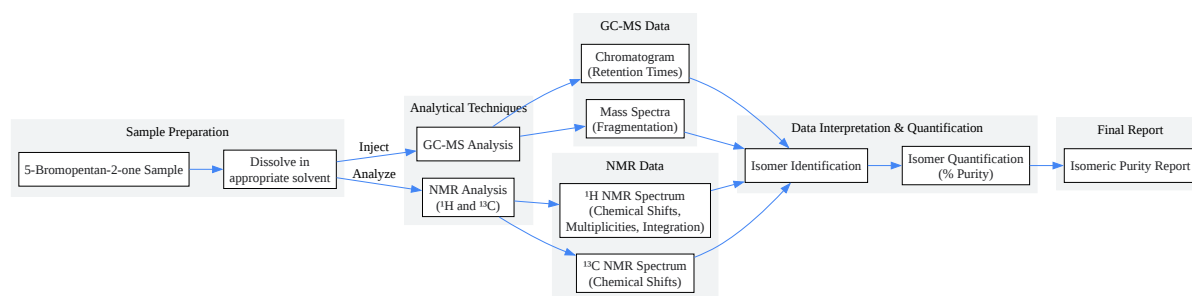 Sample Preparation
5-Bromopentan-2-one Sample
Dissolve in
appropriate solvent
Inject
Analyze
Analytical Techniques
GC-MS Analysis
NMR Analysis
(¹H and ¹³C)
GC-MS Data
Chromatogram
(Retention Times)
Mass Spectra
(Fragmentation)
NMR Data
¹H NMR Spectrum
(Chemical Shifts,
Multiplicities, Integration)
¹³C NMR Spectrum
(Chemical Shifts)
Data Interpretation & Quantification
Isomer Identification
Isomer Quantification
(% Purity)
Final Report
Isomeric Purity Report